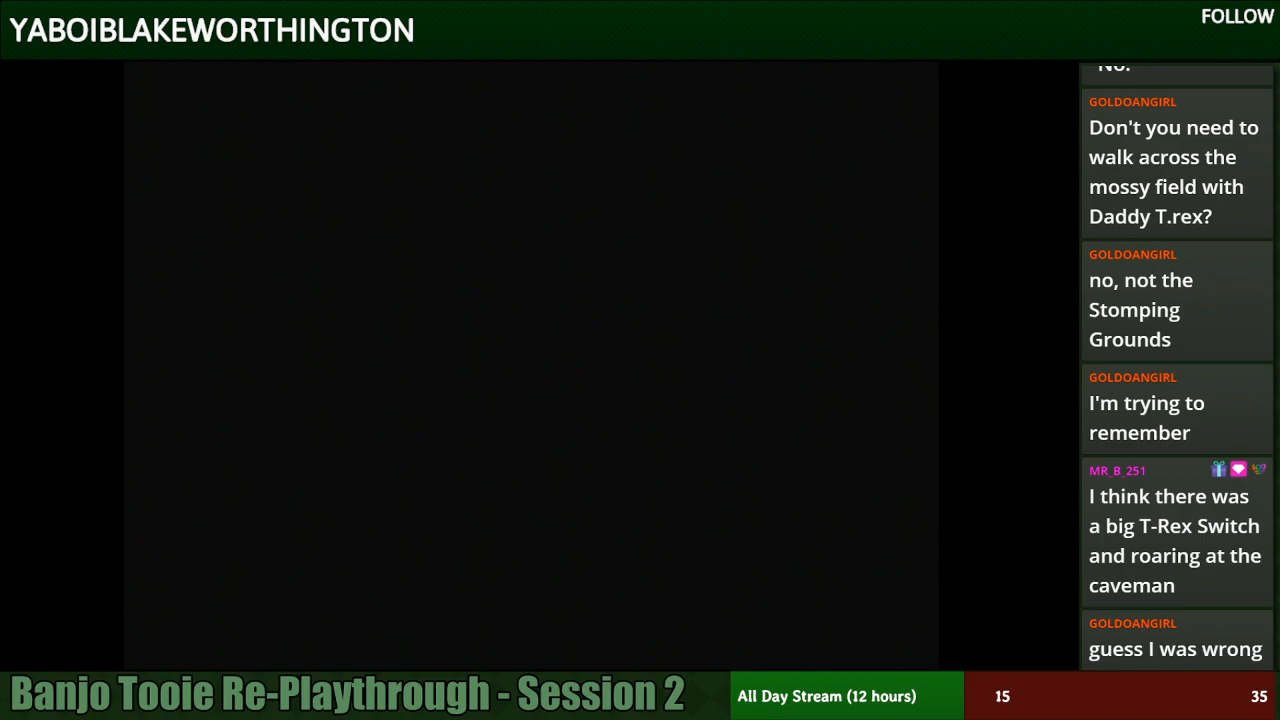 YABOIBLAKEWORTHINGTON
FOLLOW
"No."
GOLDOANGIRL
Don't you need to
walk across the
mossy field with
Daddy T.rex?
GOLDOANGIRL
no, not the
Stomping
Grounds
GOLDOANGIRL
I'm trying to
remember
MR_B_251
I think there was
a big T-Rex Switch
and roaring at the
caveman
GOLDOANGIRL
guess I was wrong
Banjo Tooie Re-Playthrough - Session 2
All Day Stream (12 hours)
15
35